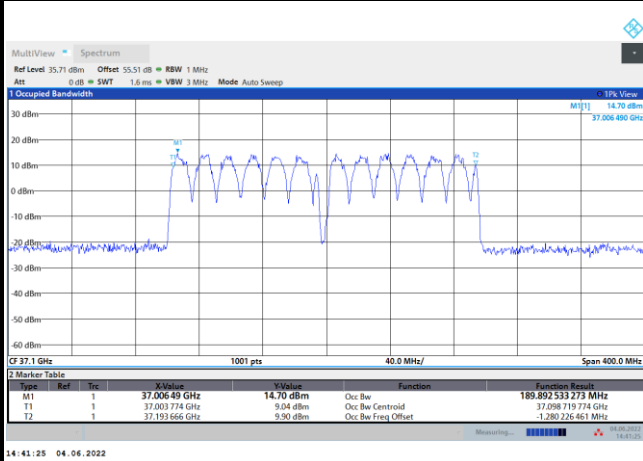 MultiView Spectrum
Ref Level 35.71 dBm Offset 55.51 dB RBW 1 MHz
Att 0 dB SWT 1.6 ms VBW 3 MHz Mode Auto Sweep
1 Occupied Bandwidth 1Pk View
M1[1] 14.70 dBm
37.006 490 GHz
30 dBm
20 dBm
M1
T1
T2
10 dBm
0 dBm
-10 dBm
-20 dBm
-30 dBm
-40 dBm
-50 dBm
-60 dBm
CF 37.1 GHz 1001 pts 40.0 MHz/ Span 400.0 MHz
2 Marker Table
Type Ref Trc X-Value Y-Value Function Function Result
M1 1 37.006 49 GHz 14.70 dBm Occ Bw 189.892 533 273 MHz
T1 1 37.003 774 GHz 9.04 dBm Occ Bw Centroid 37.098 719 774 GHz
T2 1 37.193 666 GHz 9.90 dBm Occ Bw Freq Offset -1.280 226 461 MHz
Measuring... 04.06.2022
14:41:25
14:41:25 04.06.2022